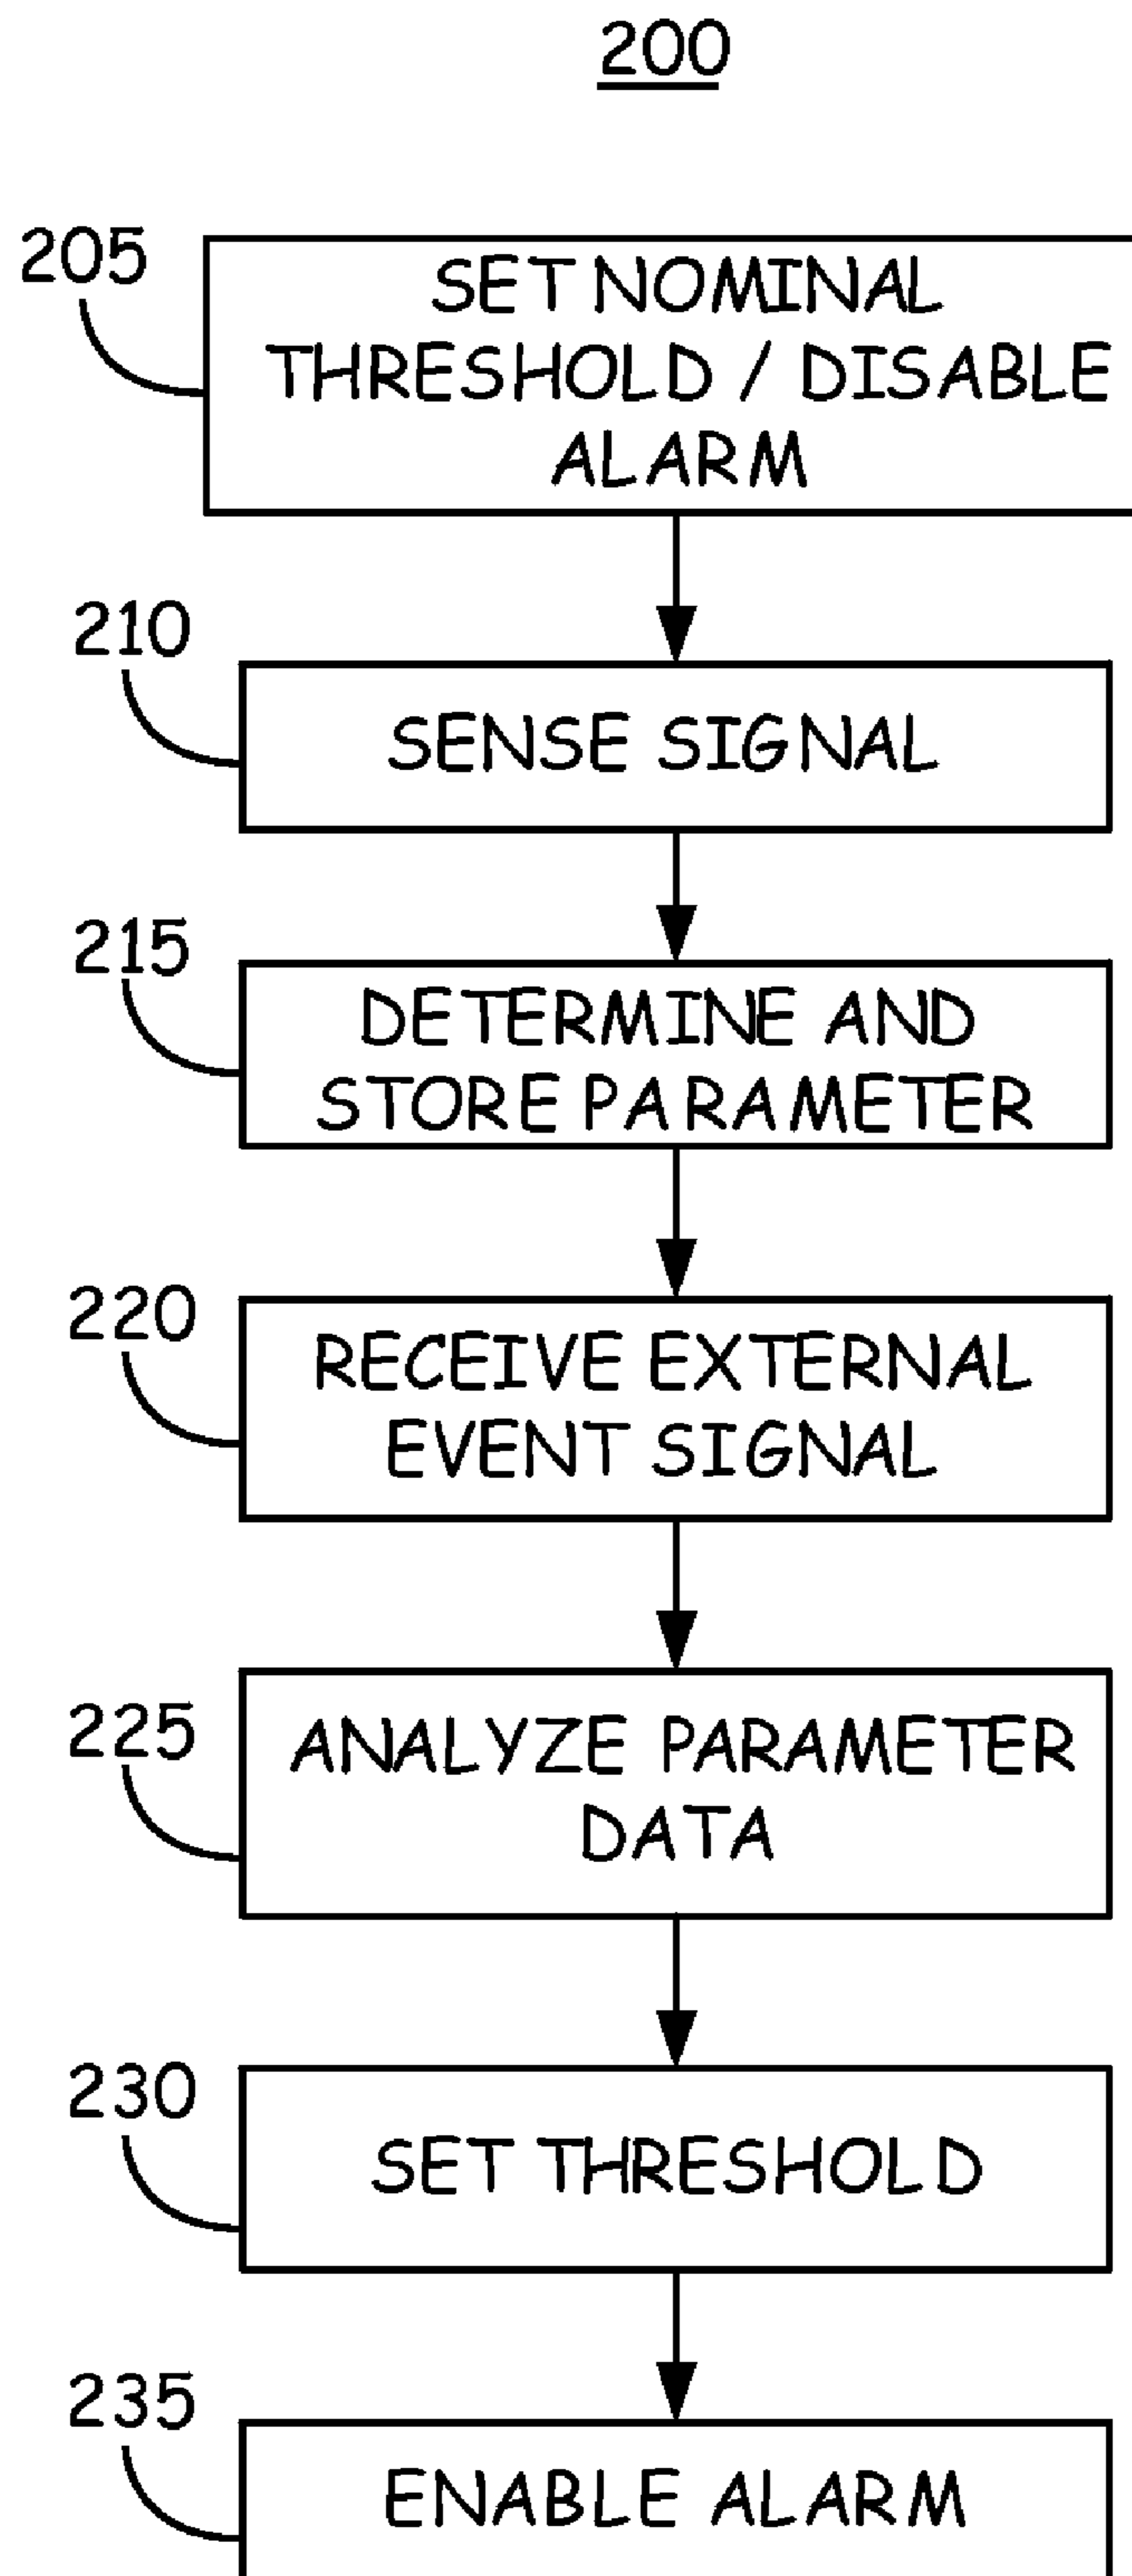 200
205
SET NOMINAL
THRESHOLD / DISABLE
ALARM
210
SENSE SIGNAL
215
DETERMINE AND
STORE PARAMETER
220
RECEIVE EXTERNAL
EVENT SIGNAL
225
ANALYZE PARAMETER
DATA
230
SET THRESHOLD
235
ENABLE ALARM